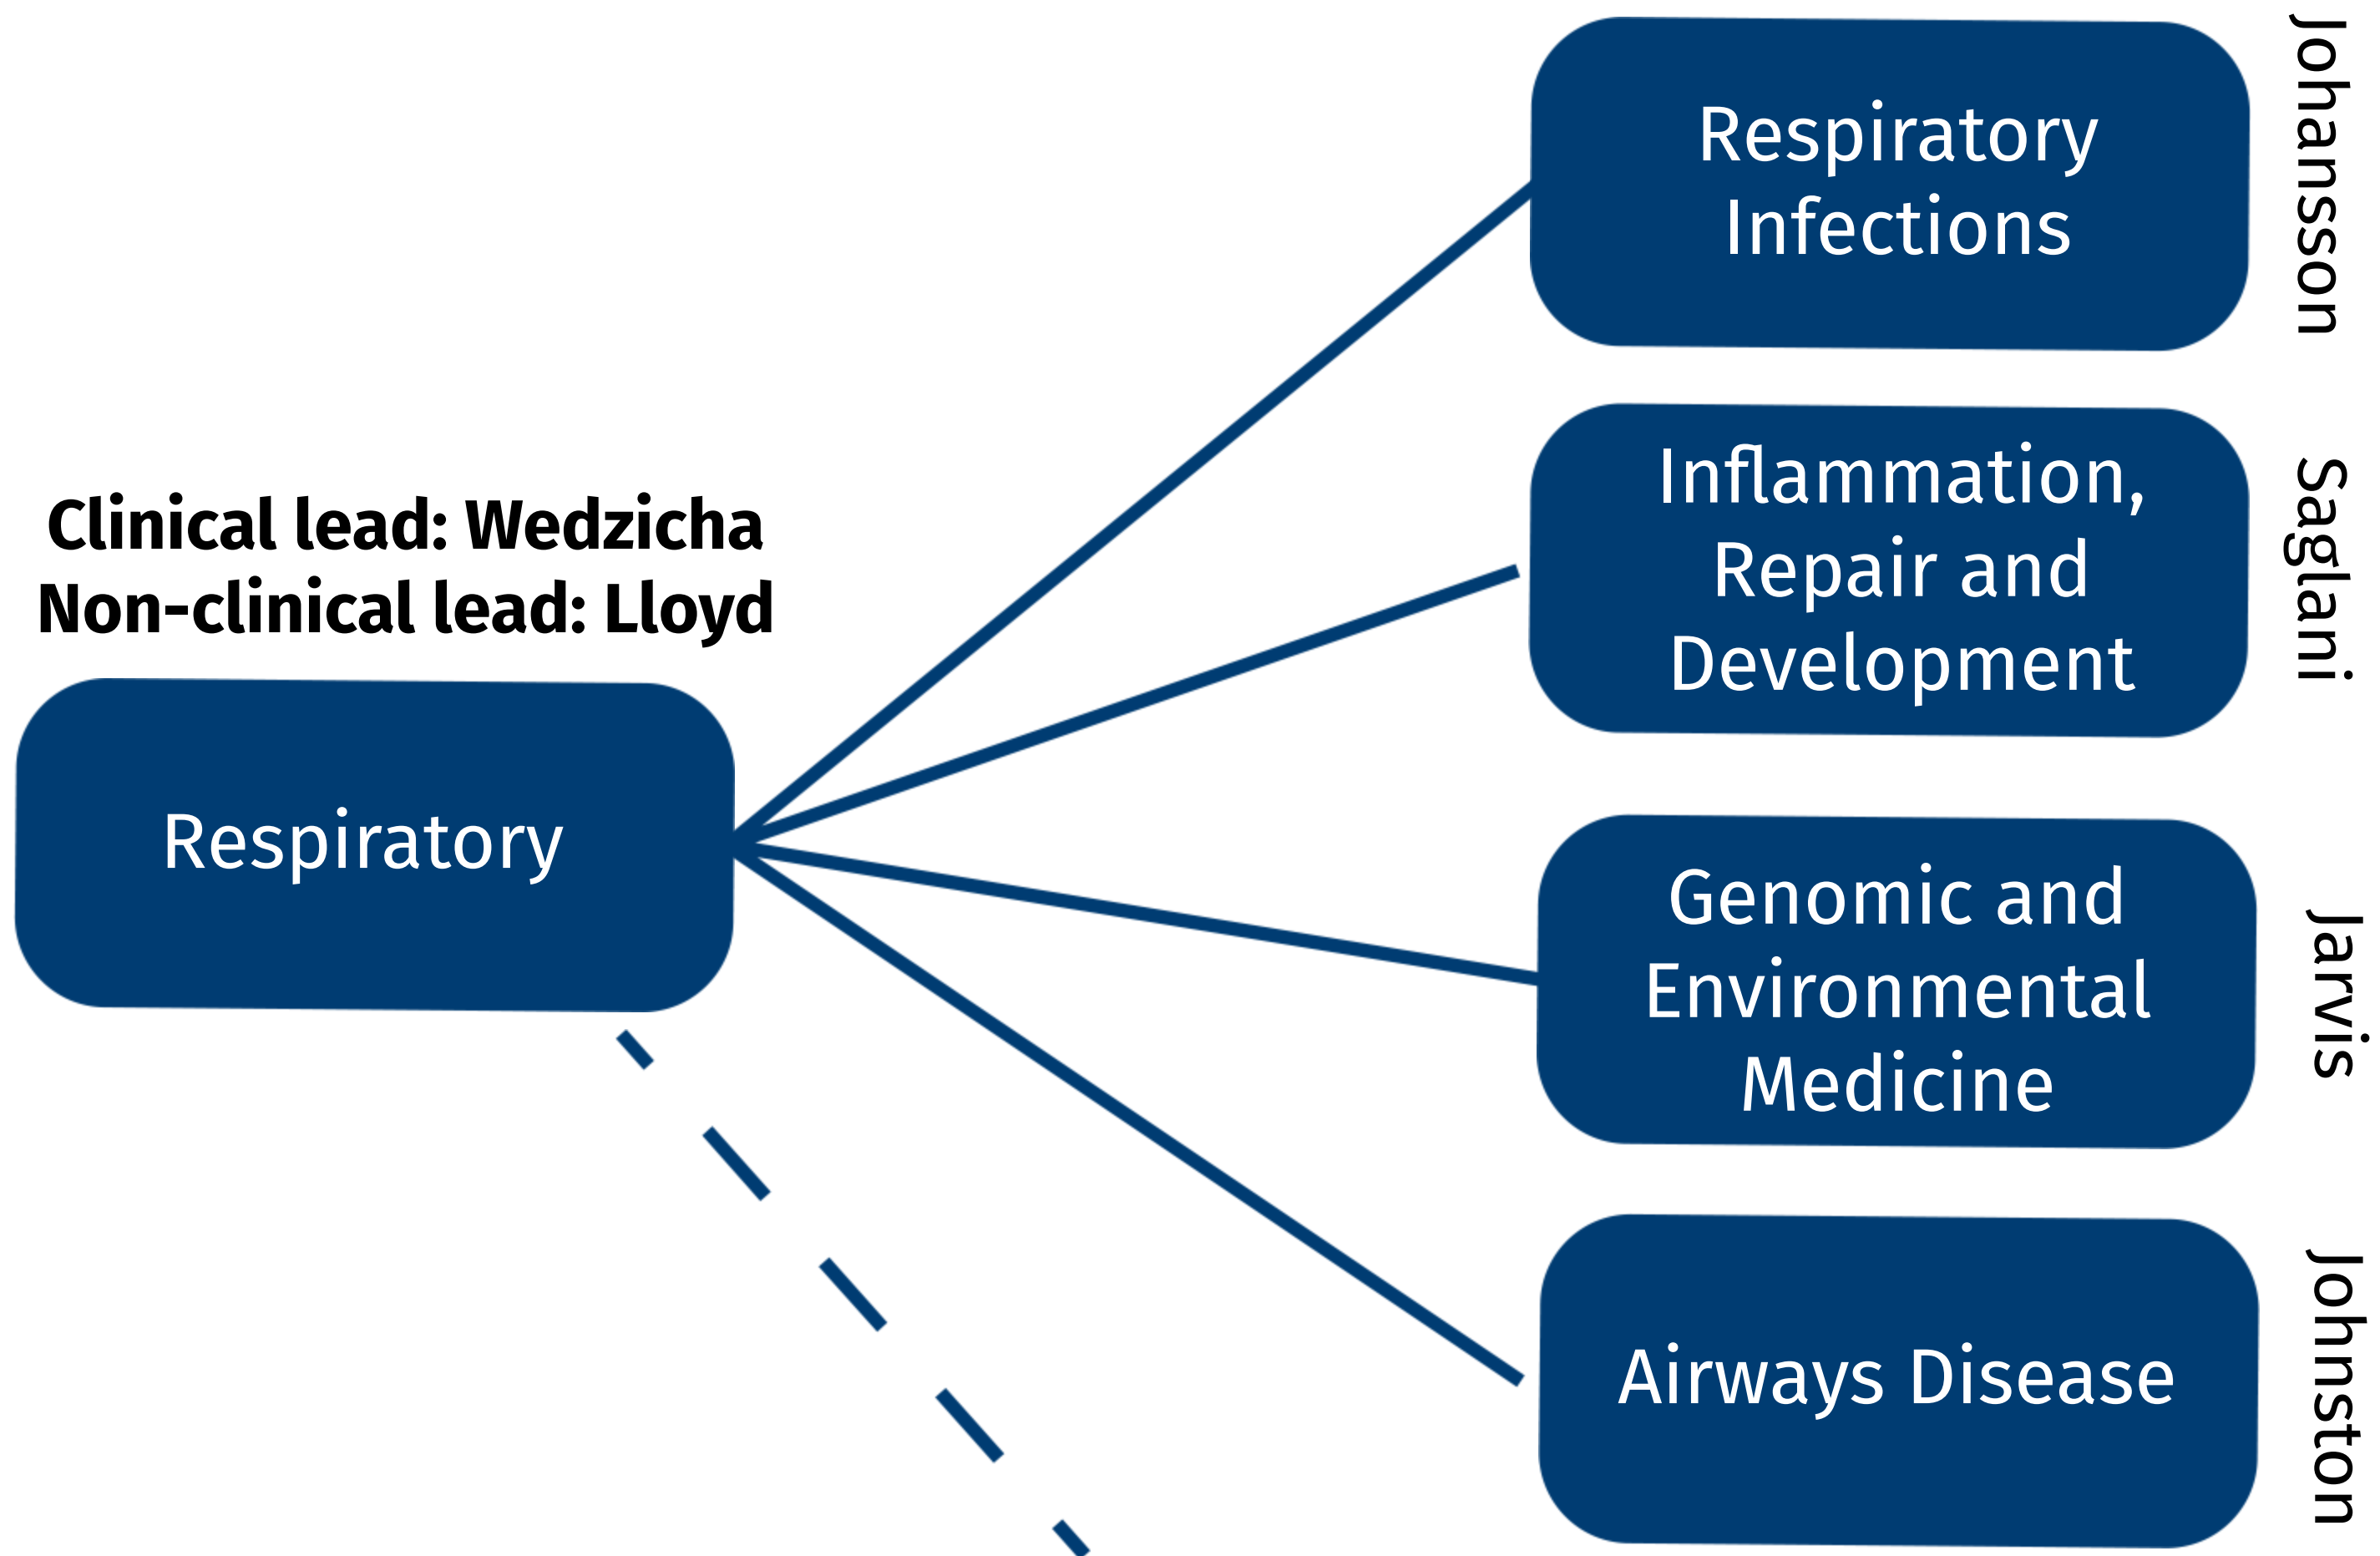 Clinical lead: Wedzicha
Non-clinical lead: Lloyd
Respiratory
Respiratory
Infections
Johansson
Inflammation,
Repair and
Development
Saglani
Genomic and
Environmental
Medicine
Jarvis
Airways Disease
Johnston